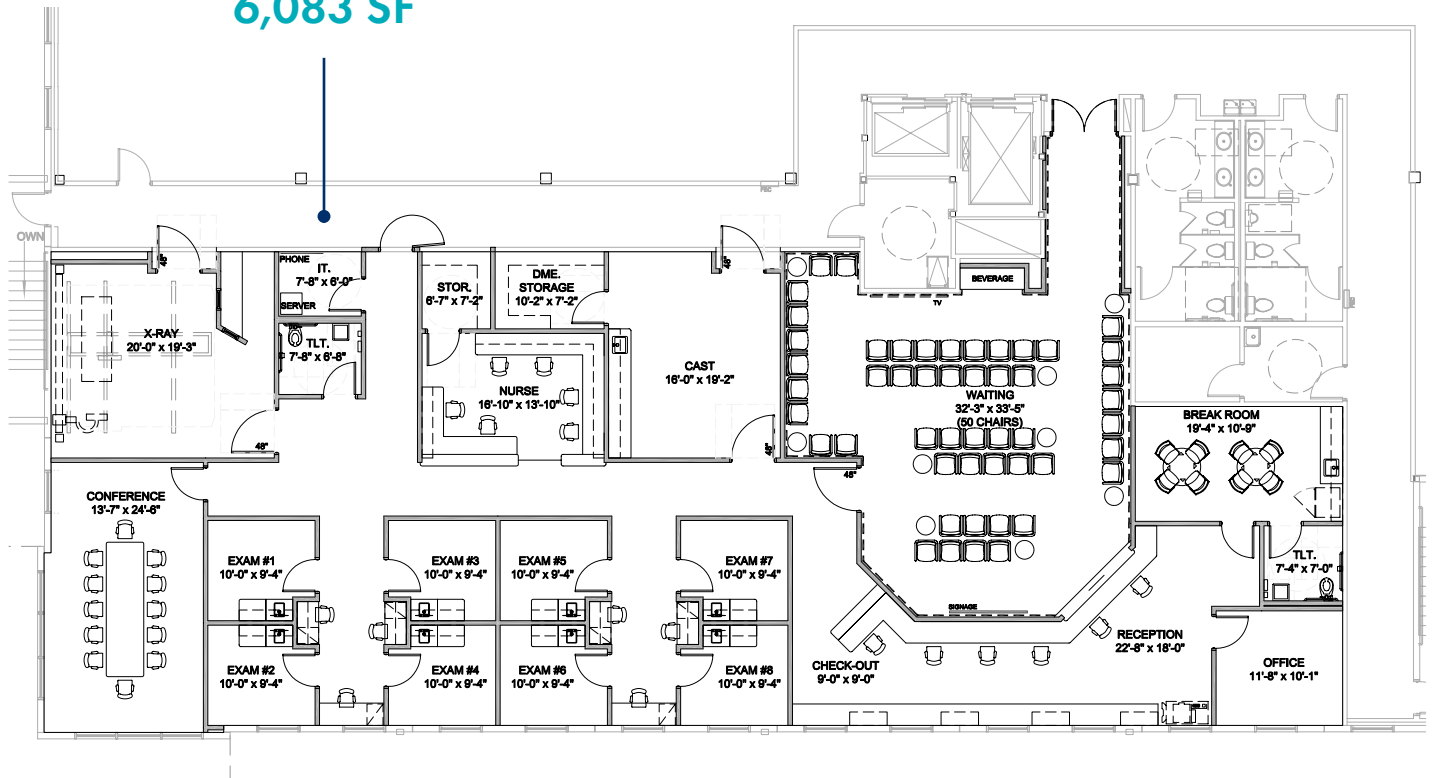 6,083 SF
FEC
OWN
48"
PHONE
IT.
7'-8" x 6'-0"
SERVER
STOR.
6'-7" x 7'-2"
DME.
STORAGE
10'-2" x 7'-2"
48"
BEVERAGE
TV
X-RAY
20'-0" x 19'-3"
TLT.
7'-8" x 6'-8"
NURSE
16'-10" x 13'-10"
CAST
16'-0" x 19'-2"
WAITING
32'-3" x 33'-5"
(50 CHAIRS)
BREAK ROOM
19'-4" x 10'-9"
48"
48"
48"
CONFERENCE
13'-7" x 24'-6"
EXAM #1
10'-0" x 9'-4"
EXAM #3
10'-0" x 9'-4"
EXAM #5
10'-0" x 9'-4"
EXAM #7
10'-0" x 9'-4"
TLT.
7'-4" x 7'-0"
SIGNAGE
RECEPTION
22'-8" x 18'-0"
EXAM #2
10'-0" x 9'-4"
EXAM #4
10'-0" x 9'-4"
EXAM #6
10'-0" x 9'-4"
EXAM #8
10'-0" x 9'-4"
CHECK-OUT
9'-0" x 9'-0"
OFFICE
11'-8" x 10'-1"